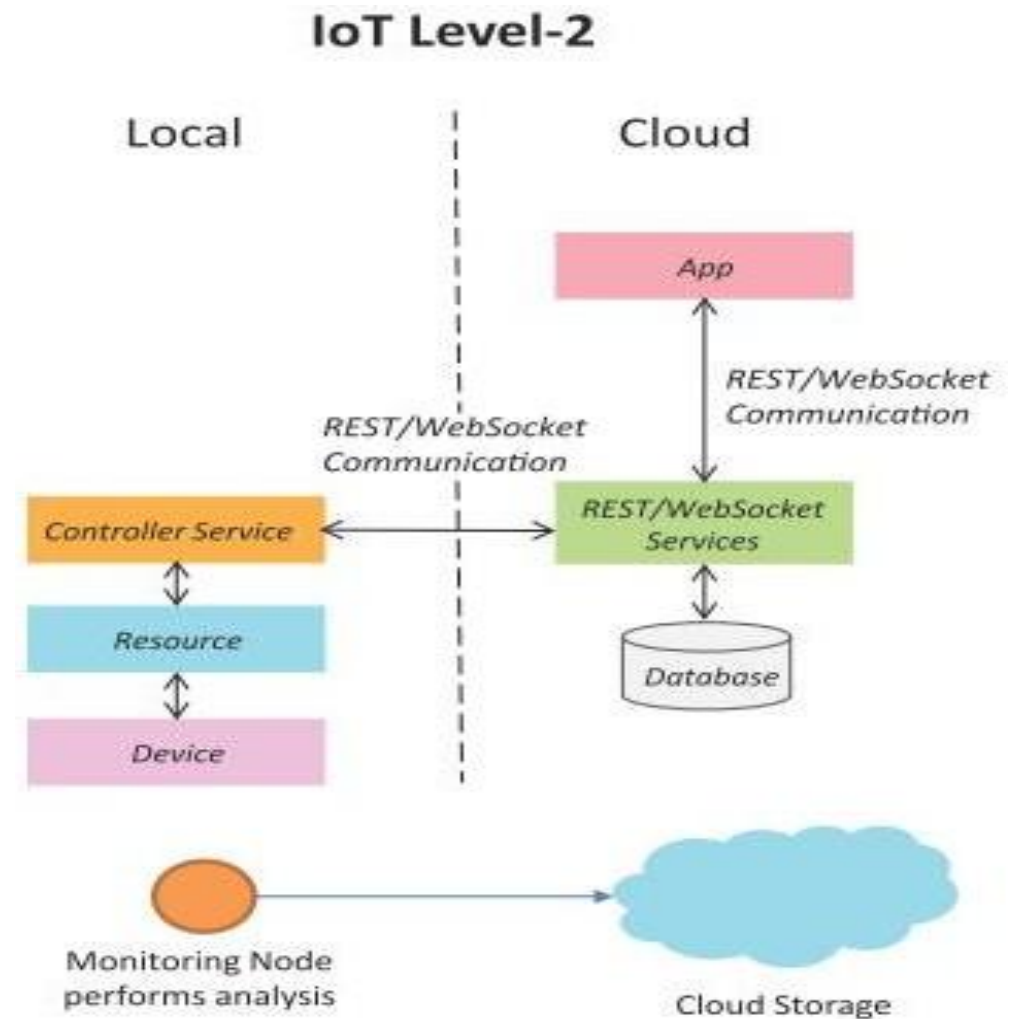 IoT Level-2
Local
Cloud
App
REST/WebSocket
Communication
REST/WebSocket
Communication
Controller Service
REST/WebSocket
Services
Resource
Database
Device
Monitoring Node
performs analysis
Cloud Storage